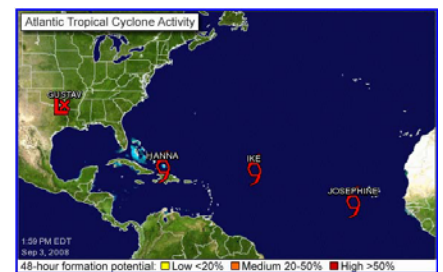 Atlantic Tropical Cyclone Activity
GUSTAV
HANNA
IKE
JOSEPHINE
1:59 PM EDT
Sep 3, 2008
48-hour formation potential: Low <20% Medium 20-50% High >50%